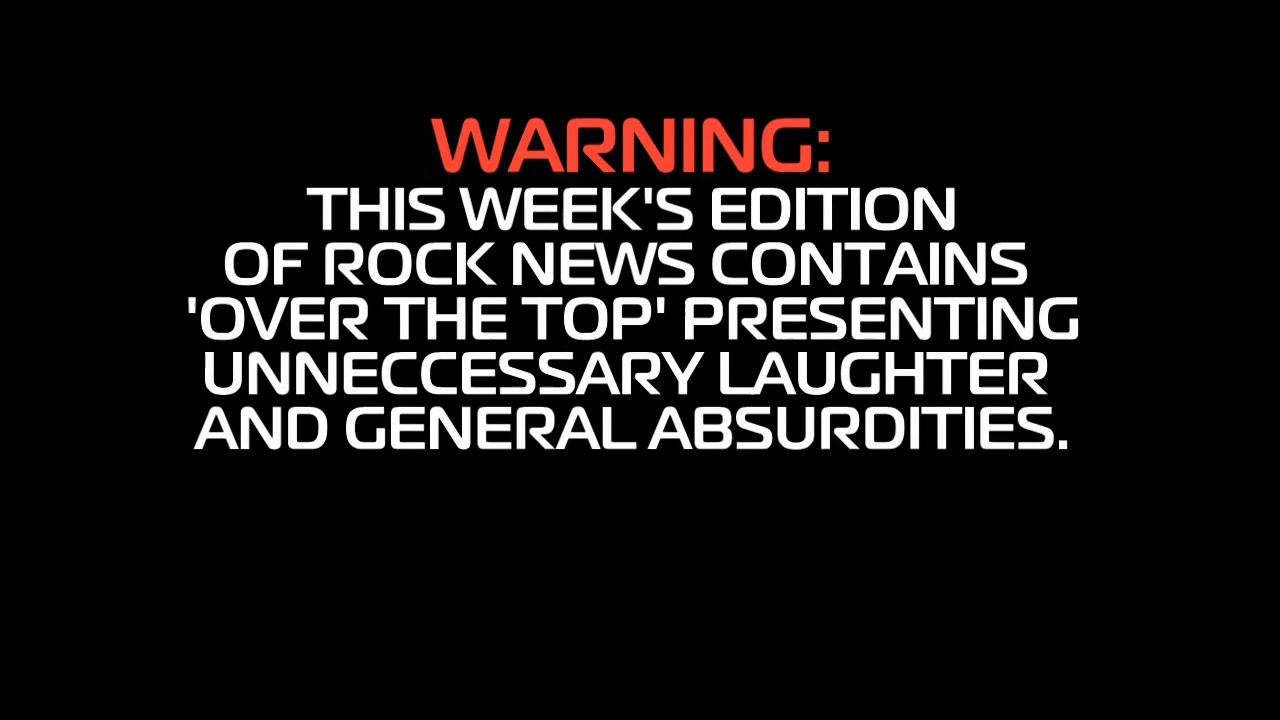 WARNING:
THIS WEEK'S EDITION
OF ROCK NEWS CONTAINS
'OVER THE TOP' PRESENTING
UNNECCESSARY LAUGHTER
AND GENERAL ABSURDITIES.